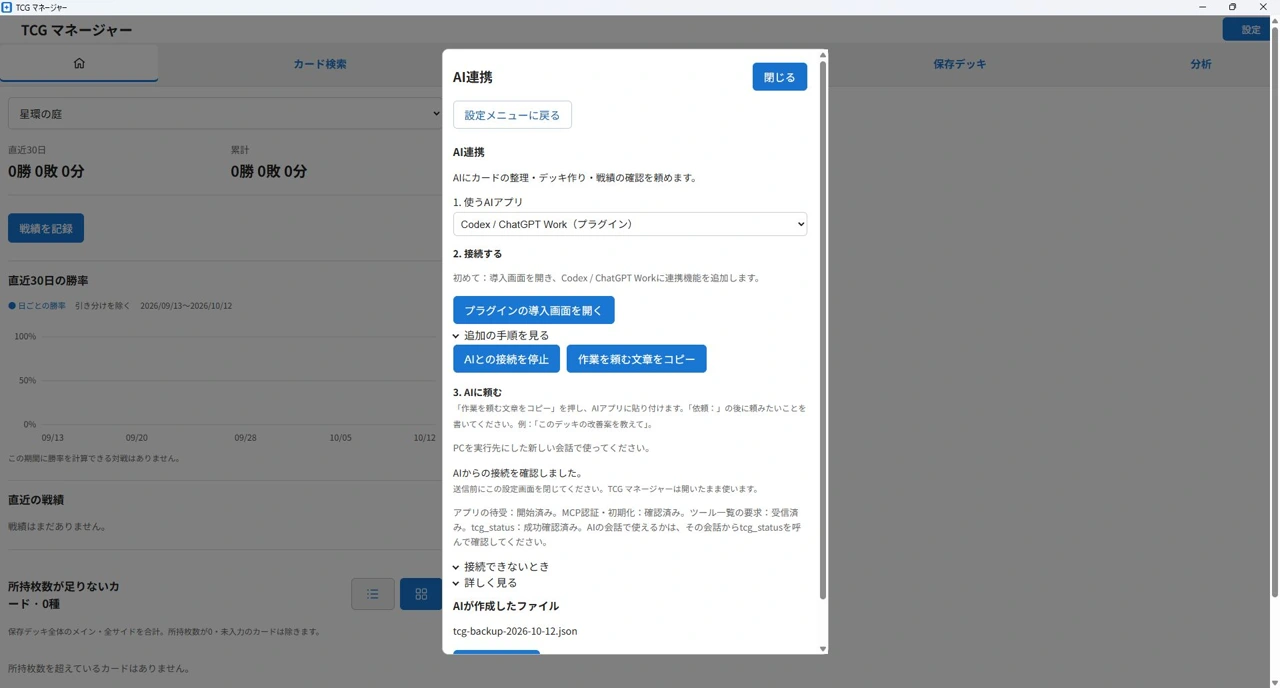 TCG マネージャー
TCG マネージャー
設定
カード検索
保存デッキ
分析
星環の庭
直近30日
累計
0勝 0敗 0分
0勝 0敗 0分
戦績を記録
直近30日の勝率
日ごとの勝率 引き分けを除く 2026/09/13～2026/10/12
100%
50%
0%
09/13 09/20 09/28 10/05 10/12
この期間に勝率を計算できる対戦はありません。
直近の戦績
戦績はまだありません。
所持枚数が足りないカ
ード・0種
保存デッキ全体のメイン・全サイドを合計。所持枚数が0・未入力のカードは除きます。
所持枚数を超えているカードはありません。
AI連携
閉じる
設定メニューに戻る
AI連携
AIにカードの整理・デッキ作り・戦績の確認を頼めます。
1. 使うAIアプリ
Codex / ChatGPT Work（プラグイン）
2. 接続する
初めて：導入画面を開き、Codex / ChatGPT Workに連携機能を追加します。
プラグインの導入画面を開く
追加の手順を見る
AIとの接続を停止
作業を頼む文章をコピー
3. AIに頼む
「作業を頼む文章をコピー」を押し、AIアプリに貼り付けます。「依頼：」の後に頼みたいことを
書いてください。例：「このデッキの改善案を教えて」。
PCを実行先にした新しい会話で使ってください。
AIからの接続を確認しました。
送信前にこの設定画面を閉じてください。TCG マネージャーは開いたまま使います。
アプリの待受：開始済み。MCP認証・初期化：確認済み。ツール一覧の要求：受信済
み。tcg_status：成功確認済み。AIの会話で使えるかは、その会話からtcg_statusを呼
んで確認してください。
接続できないとき
詳しく見る
AIが作成したファイル
tcg-backup-2026-10-12.json